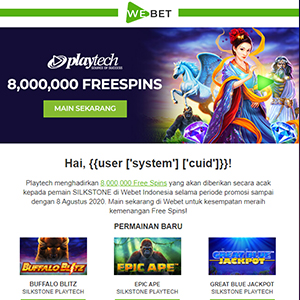 WEBET
playtech
SOURCE OF SUCCESS
8,000,000 FREESPINS
MAIN SEKARANG
Hai, {{user ['system'] ['cuid']}}!
Playtech menghadirkan 8,000,000 Free Spins yang akan diberikan secara acak
kepada pemain SILKSTONE di Webet Indonesia selama periode promosi sampai
dengan 8 Agustus 2020. Main sekarang di Webet untuk kesempatan meraih
kemenangan Free Spins!
PERMAINAN BARU
BUFFALO BLITZ
EPIC APE
GREAT BLUE JACKPOT
BUFFALO BLITZ
EPIC APE
GREAT BLUE JACKPOT
SILKSTONE PLAYTECH
SILKSTONE PLAYTECH
SILKSTONE PLAYTECH